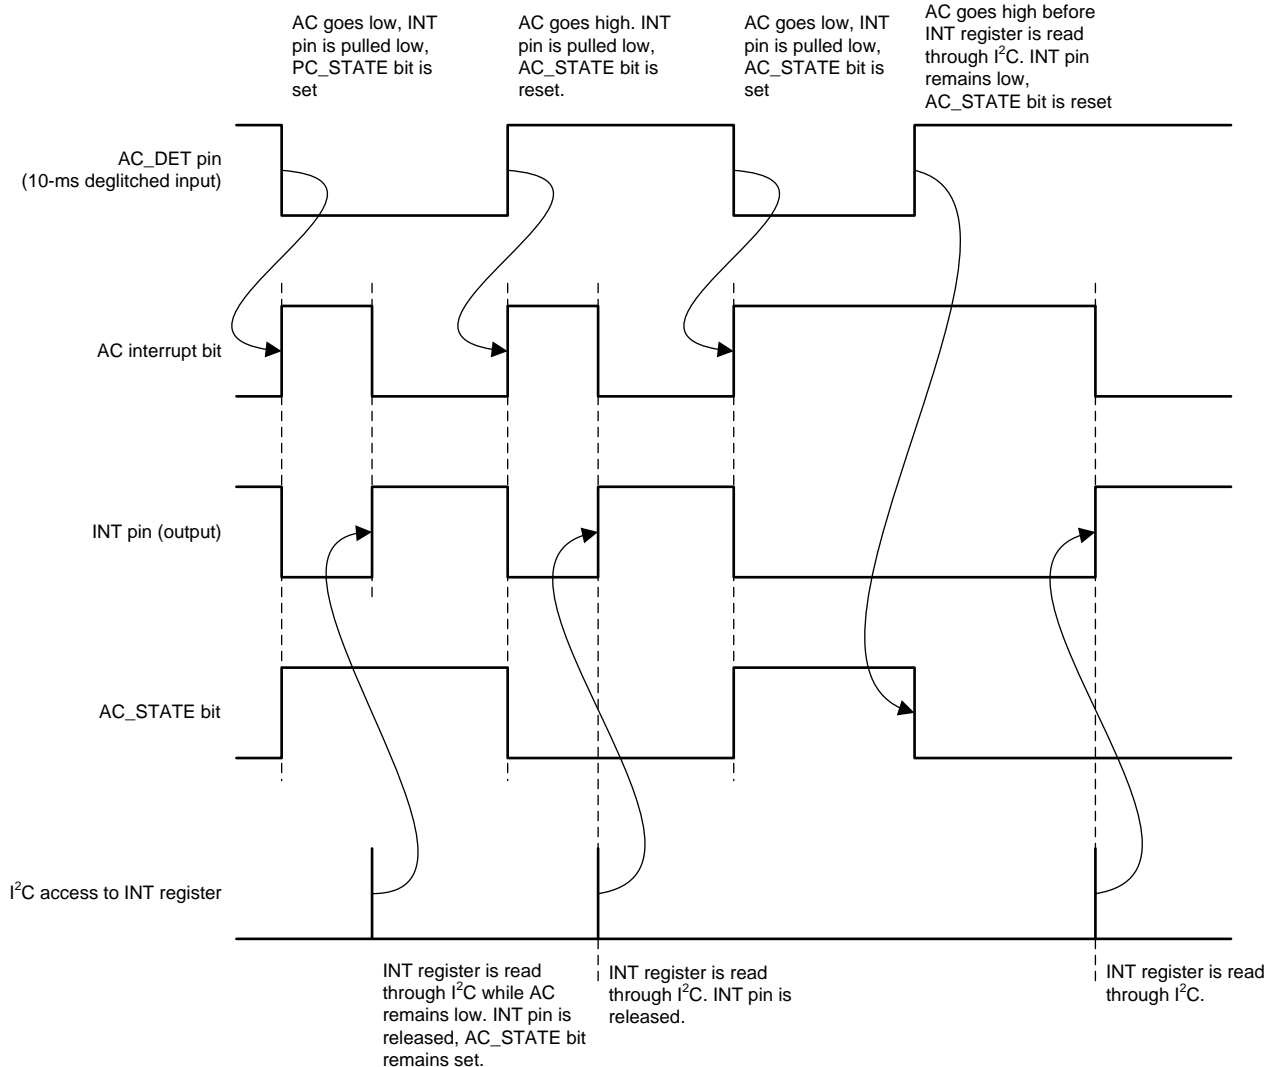 AC goes low, INT
pin is pulled low,
PC_STATE bit is
set
AC goes high. INT
pin is pulled low,
AC_STATE bit is
reset.
AC goes low, INT
pin is pulled low,
AC_STATE bit is
set
AC goes high before
INT register is read
through I²C. INT pin
remains low,
AC_STATE bit is reset
AC_DET pin
(10-ms deglitched input)
AC interrupt bit
INT pin (output)
AC_STATE bit
I²C access to INT register
INT register is read
through I²C while AC
remains low. INT pin is
released, AC_STATE bit
remains set.
INT register is read
through I²C. INT pin is
released.
INT register is read
through I²C.